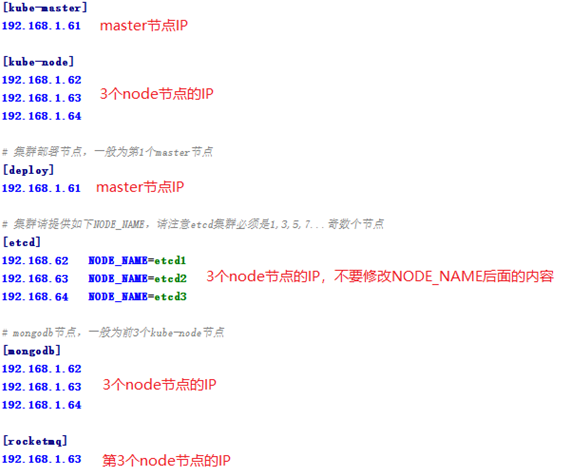 [kube-master]
192.168.1.61 master节点IP
[kube-node]
192.168.1.62
192.168.1.63 3个node节点的IP
192.168.1.64
# 集群部署节点，一般为第1个master节点
[deploy]
192.168.1.61 master节点IP
# 集群请提供如下NODE_NAME，请注意etcd集群必须是1,3,5,7...奇数个节点
[etcd]
192.168.62 NODE_NAME=etcd1
192.168.63 NODE_NAME=etcd2 3个node节点的IP，不要修改NODE_NAME后面的内容
192.168.64 NODE_NAME=etcd3
# mongodb节点，一般为前3个kube-node节点
[mongodb]
192.168.1.62
192.168.1.63 3个node节点的IP
192.168.1.64
[rocketmq]
192.168.1.63 第3个node节点的IP